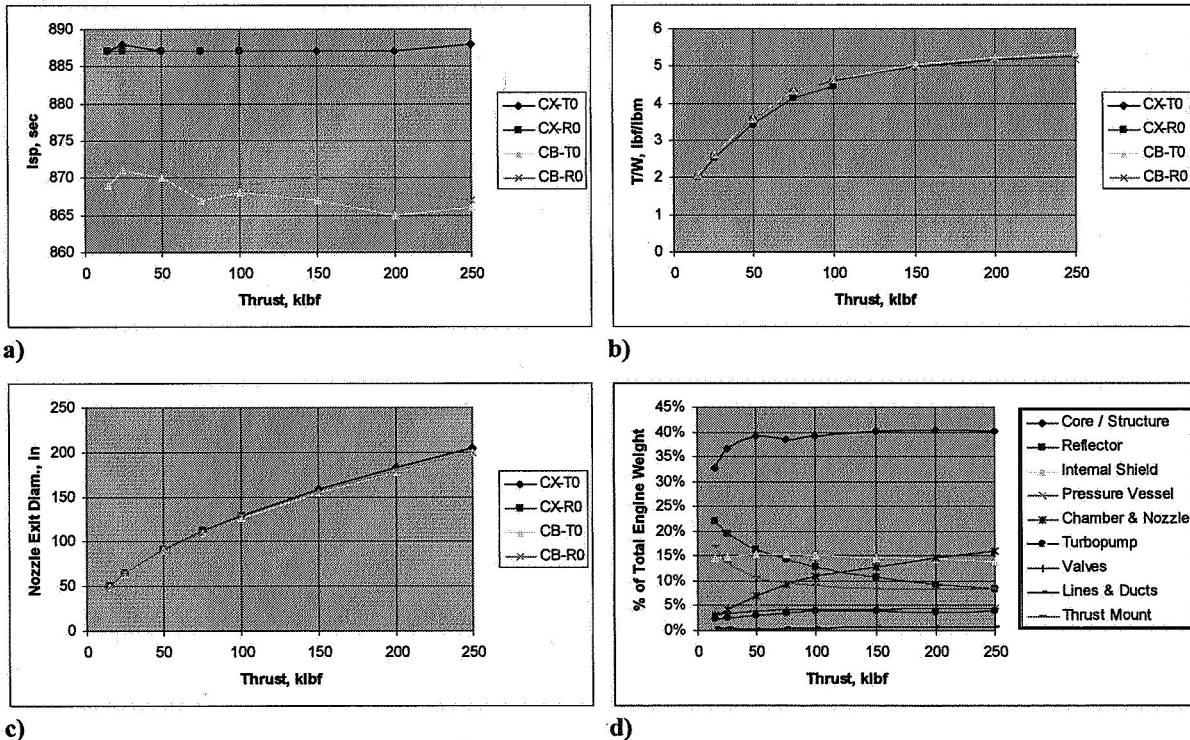 890
885
880
875
870
865
860
Isp, sec
0
50
100
150
200
250
Thrust, klbf
CX-T0
CX-R0
CB-T0
CB-R0
a)
6
5
4
3
2
1
0
T/W, lbf/lbm
0
50
100
150
200
250
Thrust, klbf
CX-T0
CX-R0
CB-T0
CB-R0
b)
250
200
150
100
50
0
Nozzle Exit Diam., in
0
50
100
150
200
250
Thrust, klbf
CX-T0
CX-R0
CB-T0
CB-R0
c)
45%
40%
35%
30%
25%
20%
15%
10%
5%
0%
% of Total Engine Weight
0
50
100
150
200
250
Thrust, klbf
Core / Structure
Reflector
Internal Shield
Pressure Vessel
Chamber & Nozzle
Turbopump
Valves
Lines & Ducts
Thrust Mount
d)